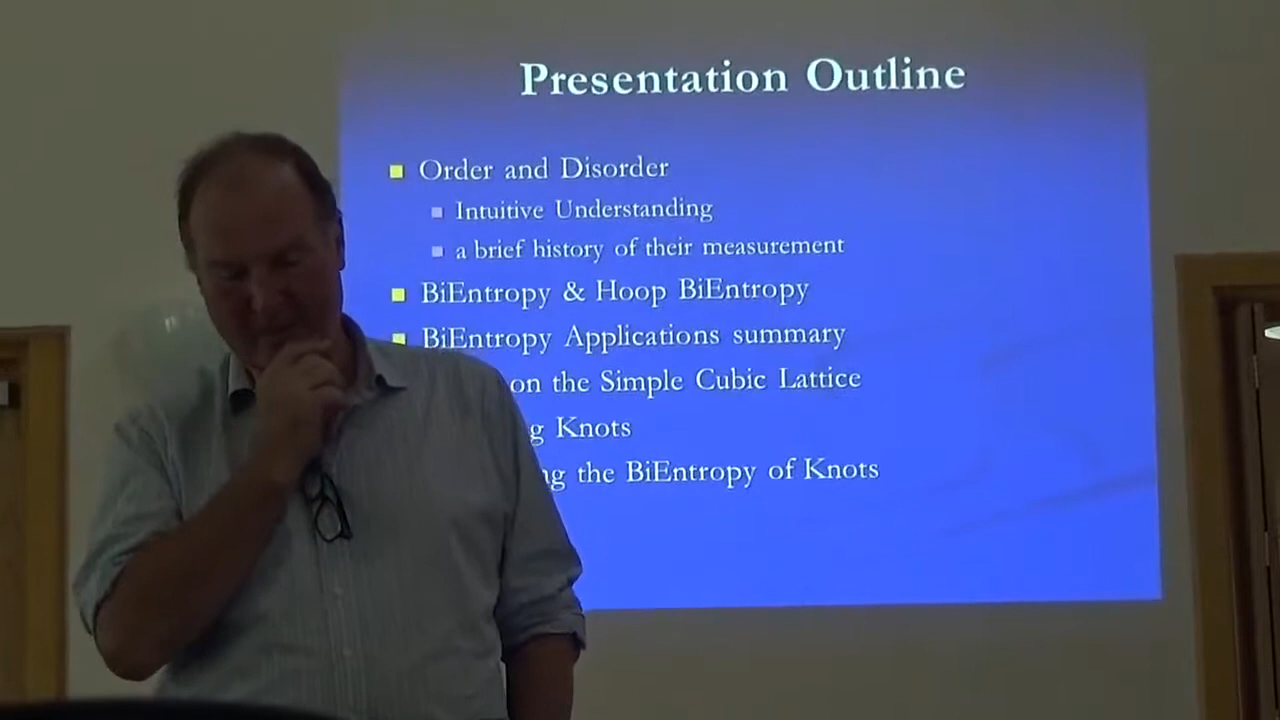 Presentation Outline
Order and Disorder
Intuitive Understanding
a brief history of their measurement
BiEntropy & Hoop BiEntropy
BiEntropy Applications summary
on the Simple Cubic Lattice
g Knots
ng the BiEntropy of Knots